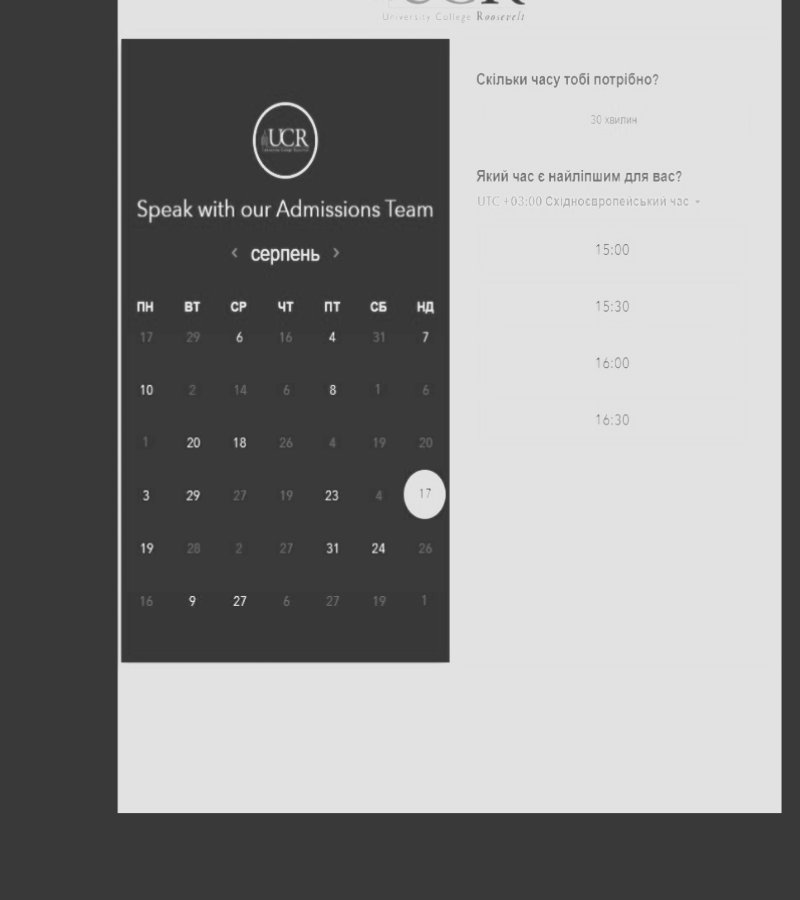 UCR
University College Roosevelt
UCR
Speak with our Admissions Team
‹ серпень ›
ПН ВТ СР ЧТ ПТ СБ НД
17 29 6 16 4 31 7
10 2 14 6 8 1 6
1 20 18 26 4 19 20
3 29 27 19 23 4 17
19 28 2 27 31 24 26
16 9 27 6 27 19 1
Скільки часу тобі потрібно?
30 хвилин
Який час є найліпшим для вас?
UTC +03:00 Східноєвропейський час
15:00
15:30
16:00
16:30